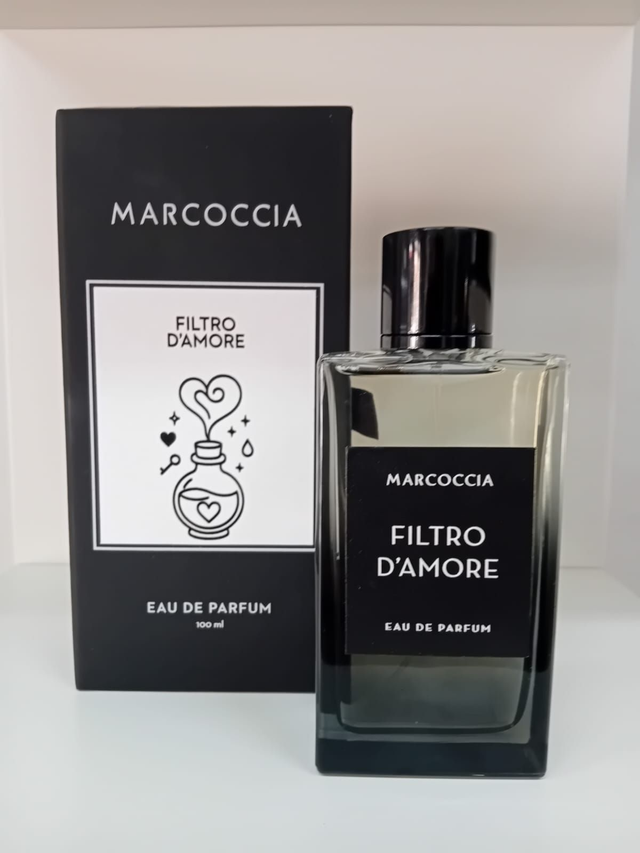 MARCOCCIA
FILTRO
D'AMORE
EAU DE PARFUM
100 ml
MARCOCCIA
FILTRO
D'AMORE
EAU DE PARFUM